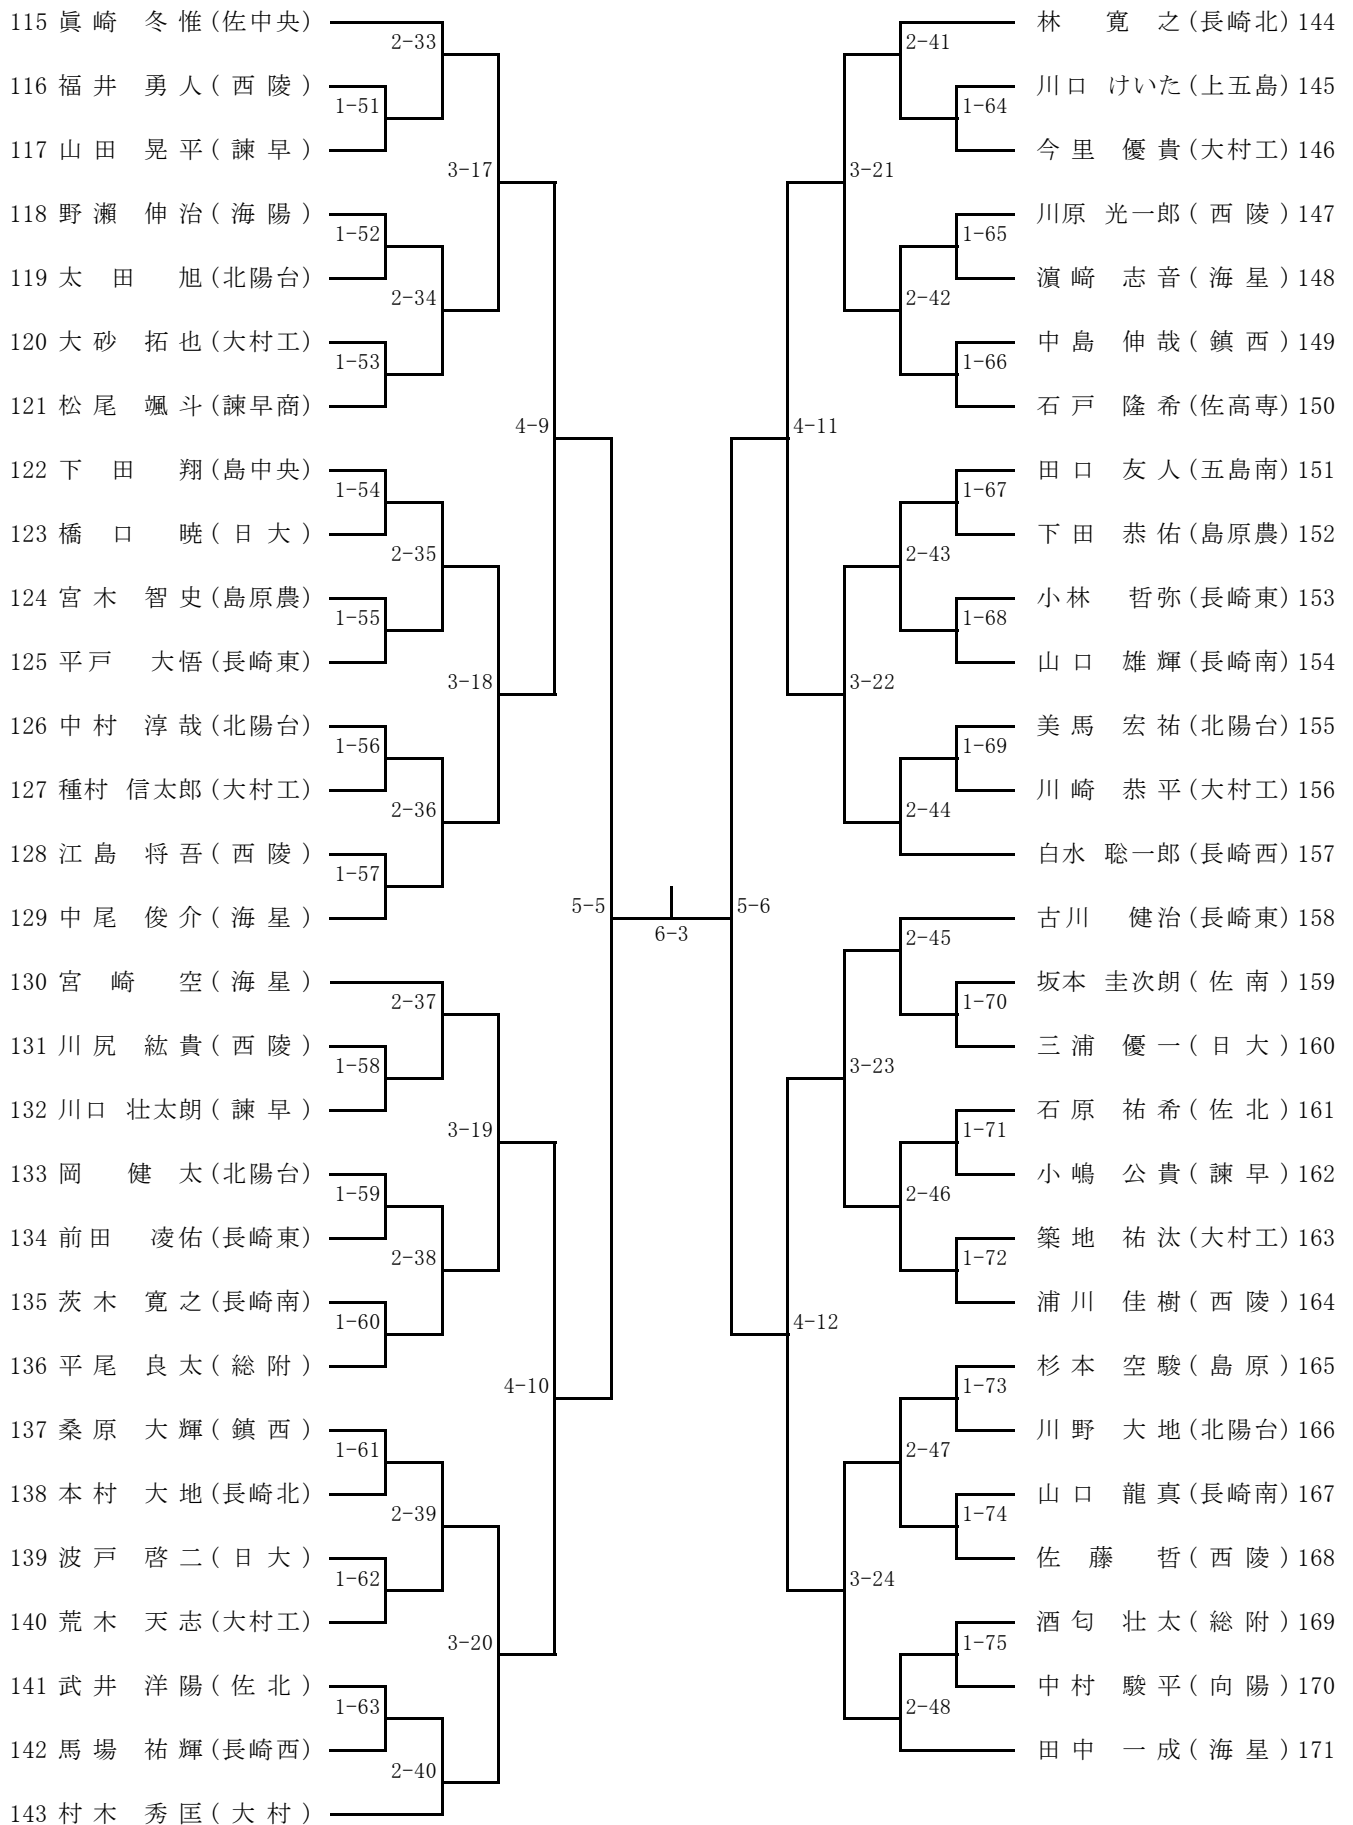 115 眞崎 冬惟(佐中央)
116 福井 勇人(西陵)
117 山田 晃平(諫早)
118 野瀨 伸治(海陽)
119 太田 旭(北陽台)
120 大砂 拓也(大村工)
121 松尾 颯斗(諫早商)
122 下田 翔(島中央)
123 橋口 暁(日大)
124 宮木 智史(島原農)
125 平戸 大悟(長崎東)
126 中村 淳哉(北陽台)
127 種村 信太郎(大村工)
128 江島 将吾(西陵)
129 中尾 俊介(海星)
130 宮崎 空(海星)
131 川尻 紘貴(西陵)
132 川口 壮太朗(諫早)
133 岡 健太(北陽台)
134 前田 凌佑(長崎東)
135 茨木 寛之(長崎南)
136 平尾 良太(総附)
137 桑原 大輝(鎮西)
138 本村 大地(長崎北)
139 波戸 啓二(日大)
140 荒木 天志(大村工)
141 武井 洋陽(佐北)
142 馬場 祐輝(長崎西)
143 村木 秀匡(大村)
1-51
1-52
1-53
1-54
1-55
1-56
1-57
1-58
1-59
1-60
1-61
1-62
1-63
2-33
2-34
2-35
2-36
2-37
2-38
2-39
2-40
3-17
3-18
3-19
3-20
4-9
4-10
5-5
6-3
5-6
4-11
4-12
3-21
3-22
3-23
3-24
2-41
2-42
2-43
2-44
2-45
2-46
2-47
2-48
1-64
1-65
1-66
1-67
1-68
1-69
1-70
1-71
1-72
1-73
1-74
1-75
林 寛之(長崎北)144
川口 けいた(上五島)145
今里 優貴(大村工)146
川原 光一郎(西陵)147
濵﨑 志音(海星)148
中島 伸哉(鎮西)149
石戸 隆希(佐高専)150
田口 友人(五島南)151
下田 恭佑(島原農)152
小林 哲弥(長崎東)153
山口 雄輝(長崎南)154
美馬 宏祐(北陽台)155
川崎 恭平(大村工)156
白水 聡一郎(長崎西)157
古川 健治(長崎東)158
坂本 圭次朗(佐南)159
三浦 優一(日大)160
石原 祐希(佐北)161
小嶋 公貴(諫早)162
築地 祐汰(大村工)163
浦川 佳樹(西陵)164
杉本 空駿(島原)165
川野 大地(北陽台)166
山口 龍真(長崎南)167
佐藤 哲(西陵)168
酒匂 壮太(総附)169
中村 駿平(向陽)170
田中 一成(海星)171